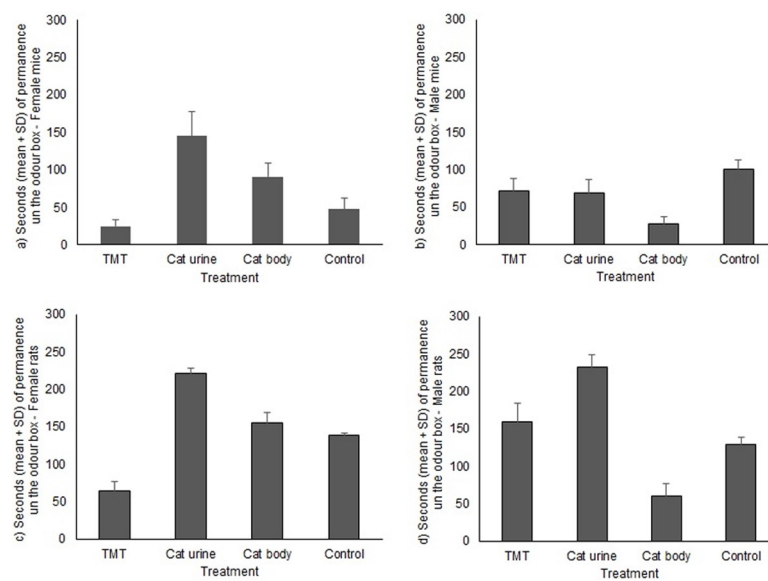 a) Seconds (mean + SD) of permanence
un the odour box - Female mice
300
250
200
150
100
50
0
TMT Cat urine Cat body Control
Treatment
b) Seconds (mean + SD) of permanence
un the odour box - Male mice
300
250
200
150
100
50
0
TMT Cat urine Cat body Control
Treatment
c) Seconds (mean + SD) of permanence
un the odour box - Female rats
300
250
200
150
100
50
0
TMT Cat urine Cat body Control
Treatment
d) Seconds (mean + SD) of permanence
un the odour box - Male rats
300
250
200
150
100
50
0
TMT Cat urine Cat body Control
Treatment